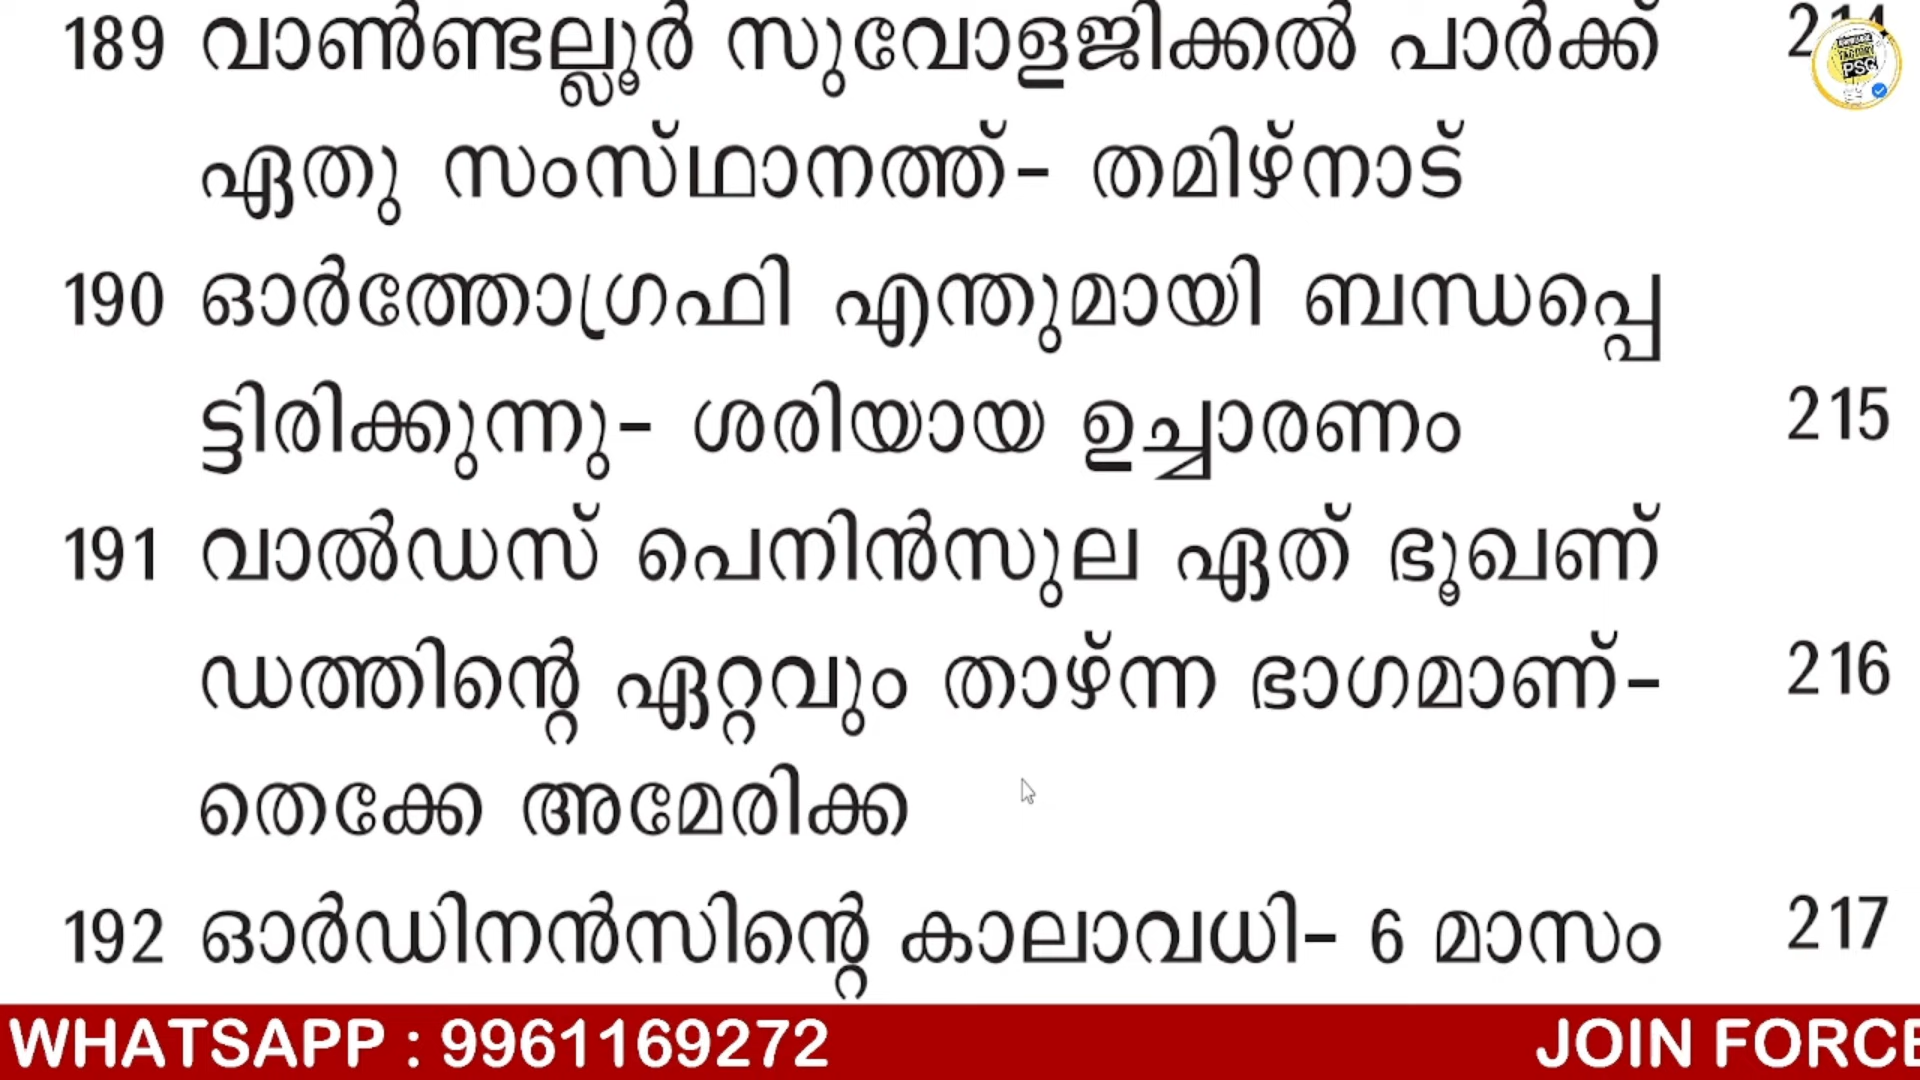 189 വാൺണ്ടല്ലൂർ സുവോളജിക്കൽ പാർക്ക്
ഏതു സംസ്ഥാനത്ത്- തമിഴ്നാട്
190 ഓർത്തോഗ്രഫി എന്തുമായി ബന്ധപ്പെ
ട്ടിരിക്കുന്നു- ശരിയായ ഉച്ചാരണം
191 വാൽഡസ് പെനിൻസുല ഏത് ഭൂഖണ്
ഡത്തിന്റെ ഏറ്റവും താഴ്ന്ന ഭാഗമാണ്-
തെക്കേ അമേരിക്ക
192 ഓർഡിനൻസിന്റെ കാലാവധി- 6 മാസം
214
215
216
217
PSC
WHATSAPP : 9961169272
JOIN FORCE